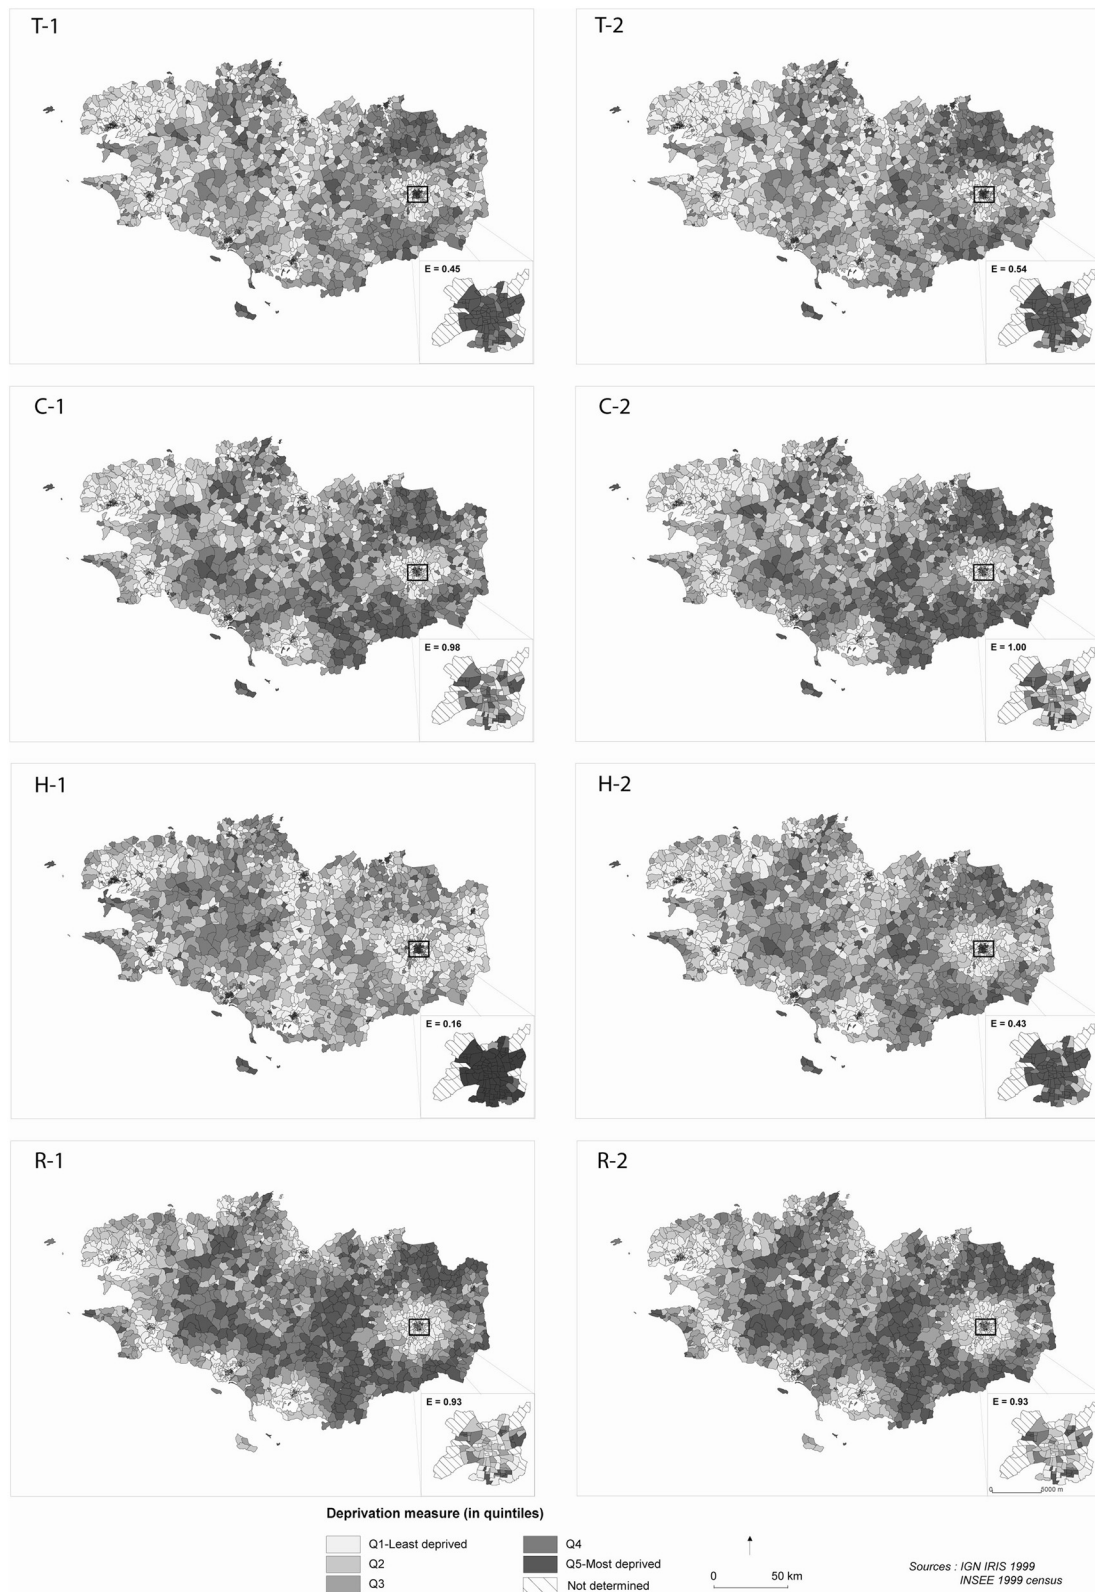 T-1
T-2
E = 0.45
E = 0.54
C-1
C-2
E = 0.98
E = 1.00
H-1
H-2
E = 0.16
E = 0.43
R-1
R-2
E = 0.93
E = 0.93
0 5000 m
Deprivation measure (in quintiles)
Q1-Least deprived
Q2
Q3
Q4
Q5-Most deprived
Not determined
0 50 km
Sources : IGN IRIS 1999
INSEE 1999 census